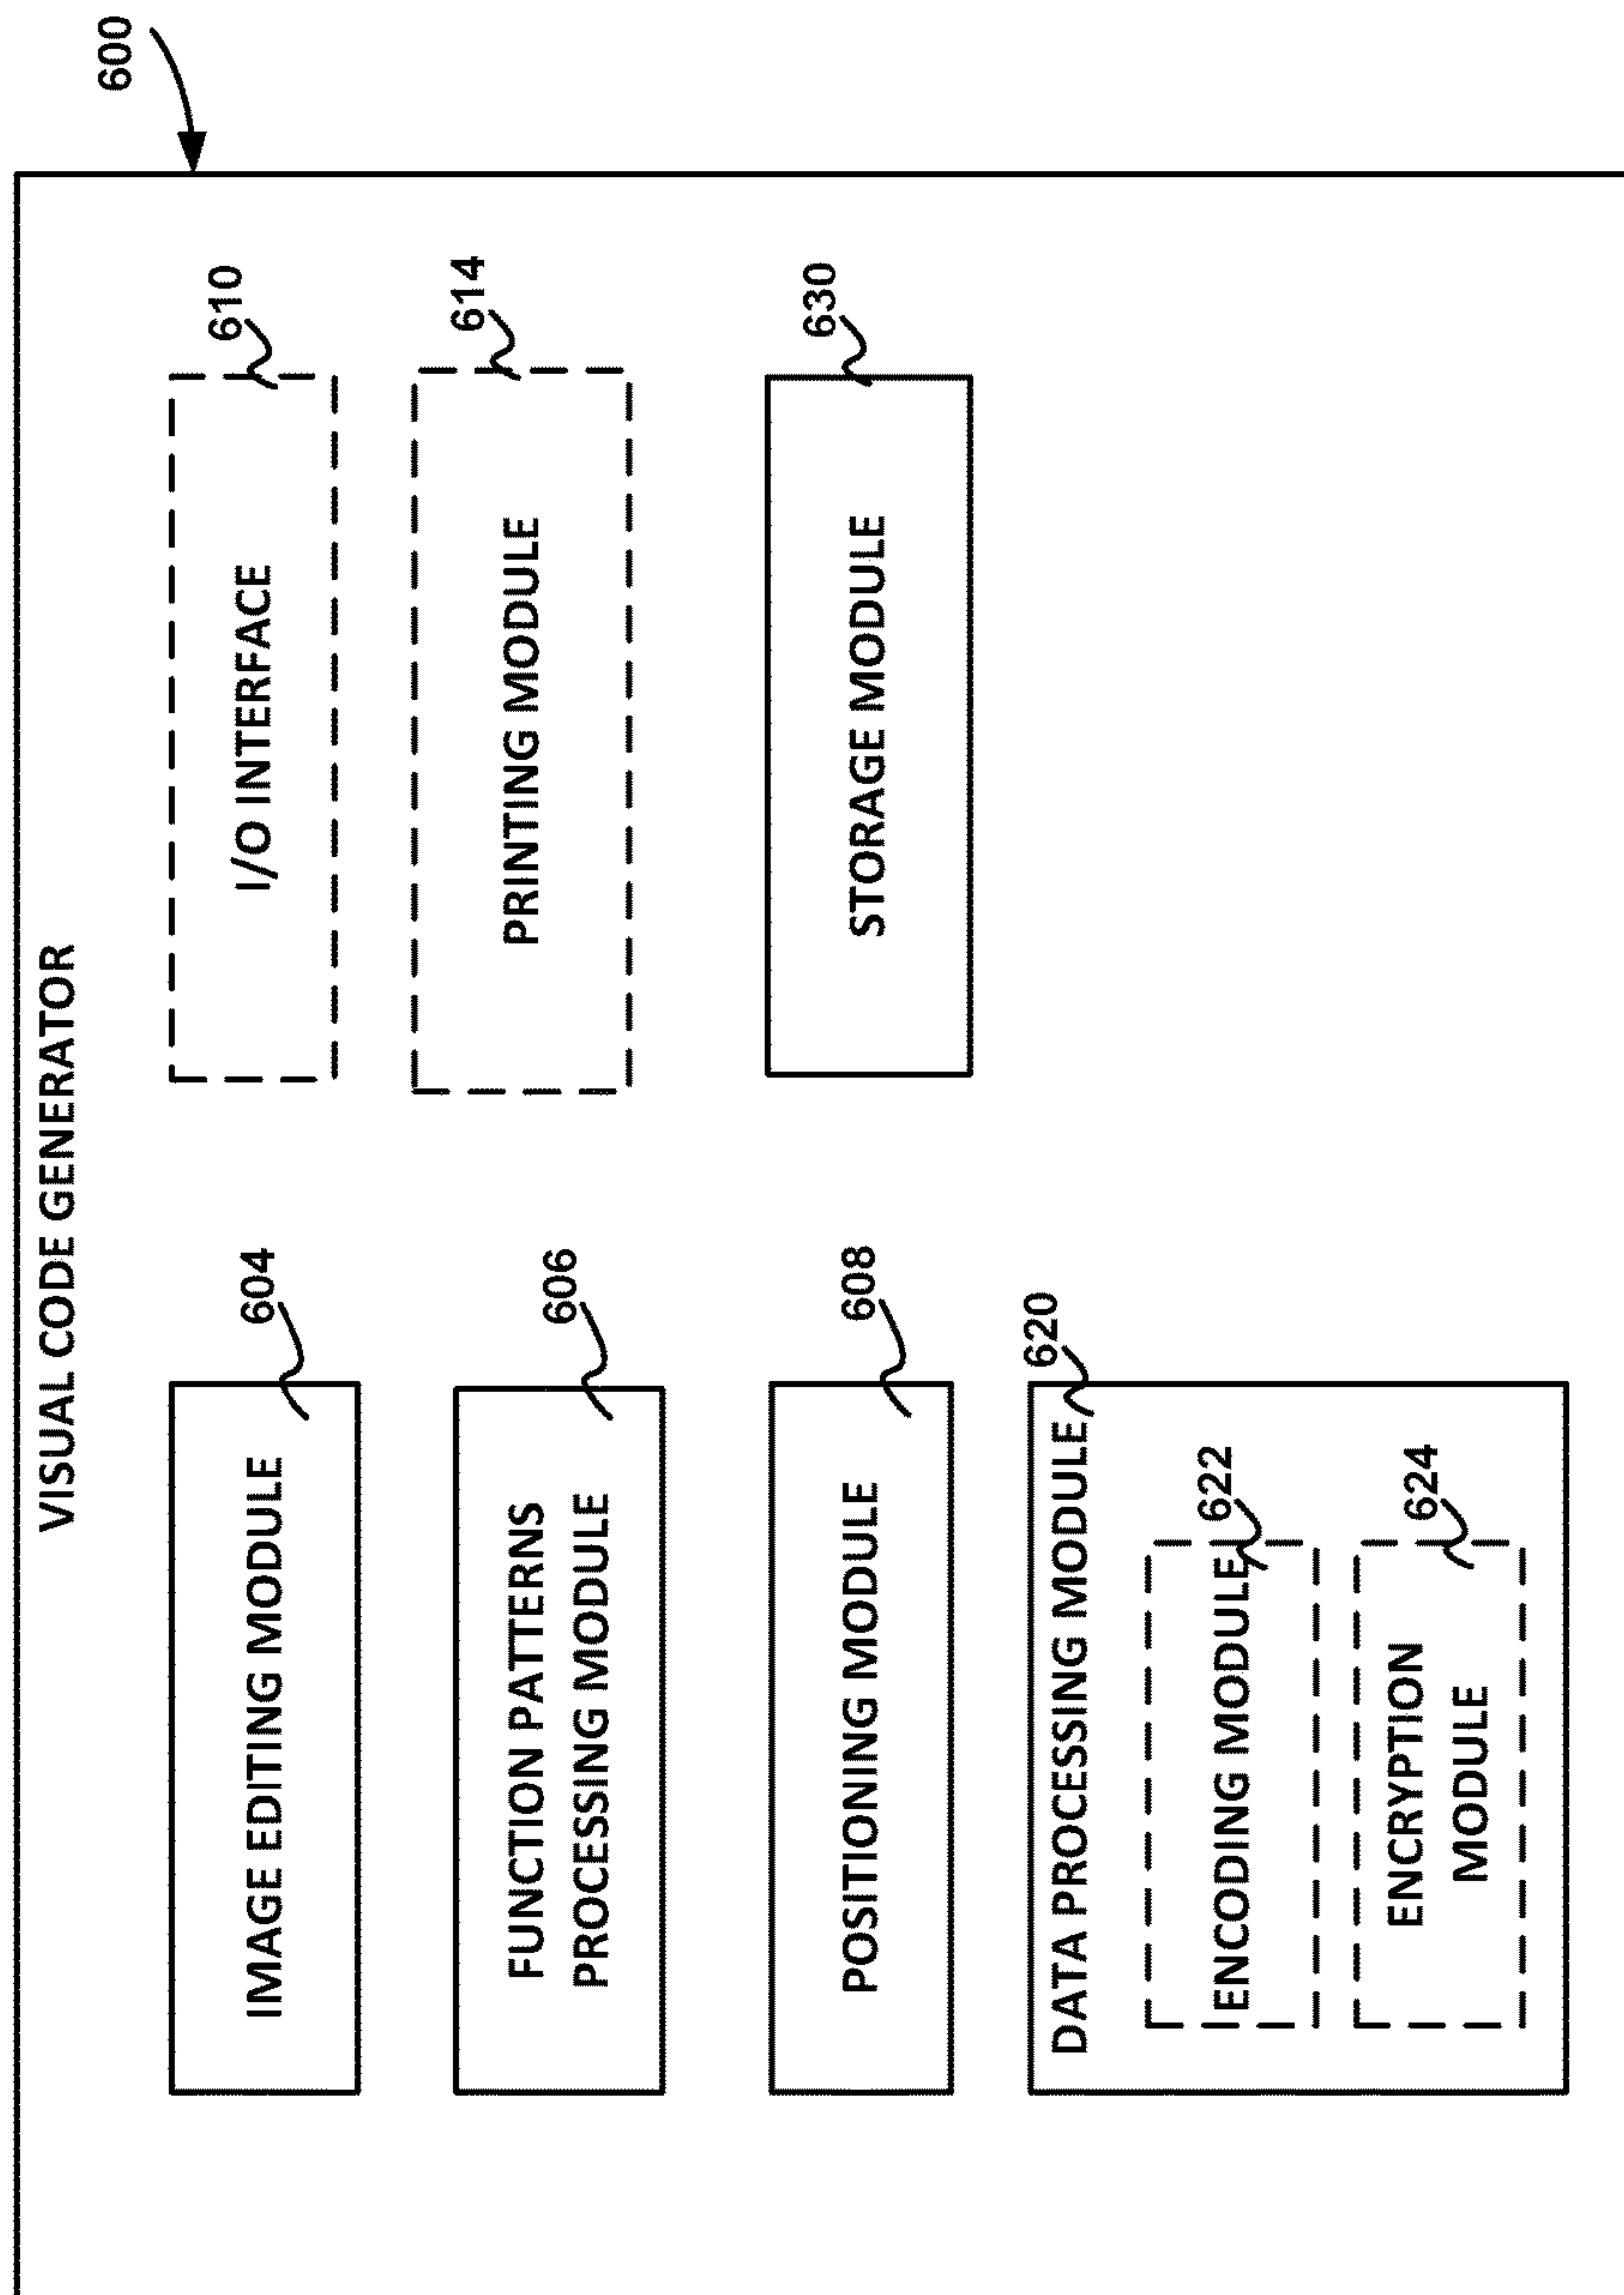 600
VISUAL CODE GENERATOR
604
IMAGE EDITING MODULE
606
FUNCTION PATTERNS
PROCESSING MODULE
608
POSITIONING MODULE
620
DATA PROCESSING MODULE
622
ENCODING MODULE
624
ENCRYPTION
MODULE
610
I/O INTERFACE
614
PRINTING MODULE
630
STORAGE MODULE